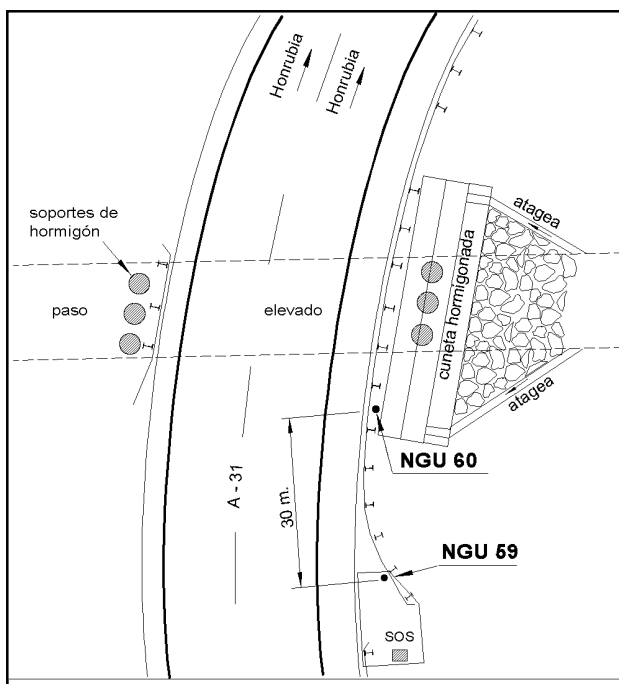 Honrubia
Honrubia
soportes de
hormigón
atagea
paso
elevado
cuneta hormigonada
atagea
NGU 60
A - 31
30 m.
NGU 59
SOS